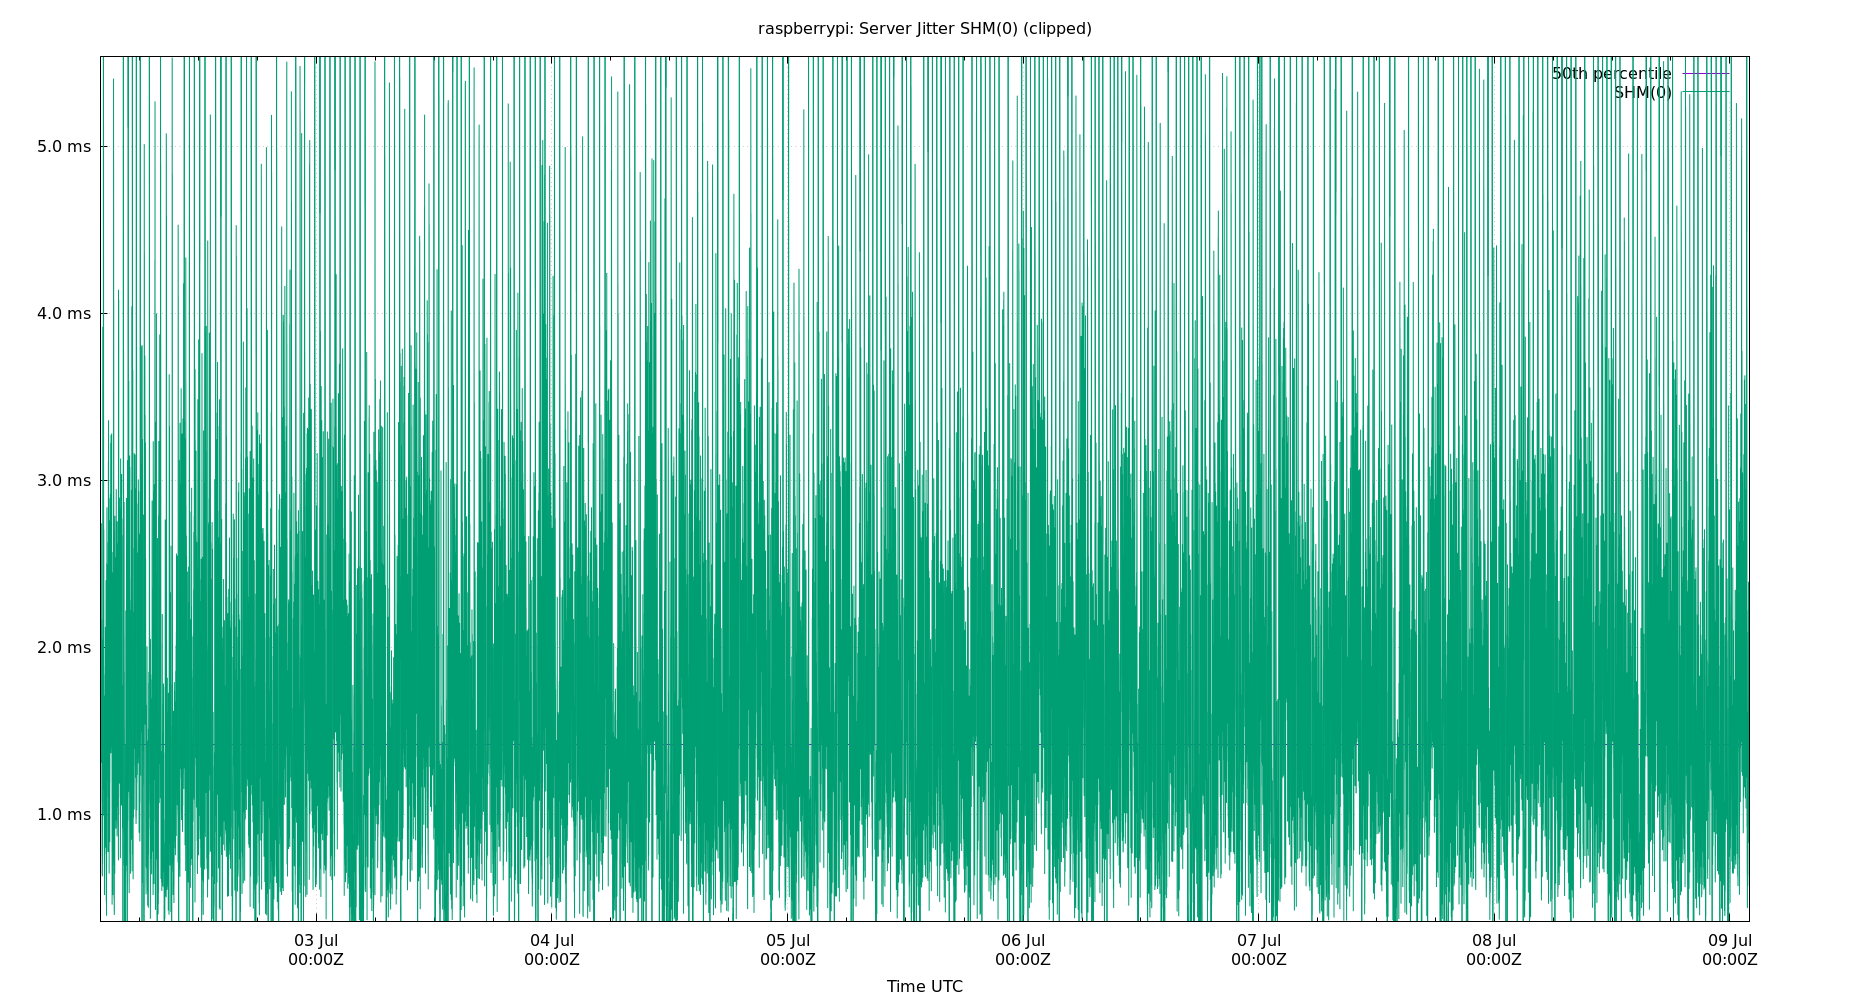 raspberrypi: Server Jitter SHM(0) (clipped)
50th percentile
SHM(0)
5.0 ms
4.0 ms
3.0 ms
2.0 ms
1.0 ms
03 Jul
00:00Z
04 Jul
00:00Z
05 Jul
00:00Z
06 Jul
00:00Z
07 Jul
00:00Z
08 Jul
00:00Z
09 Jul
00:00Z
Time UTC